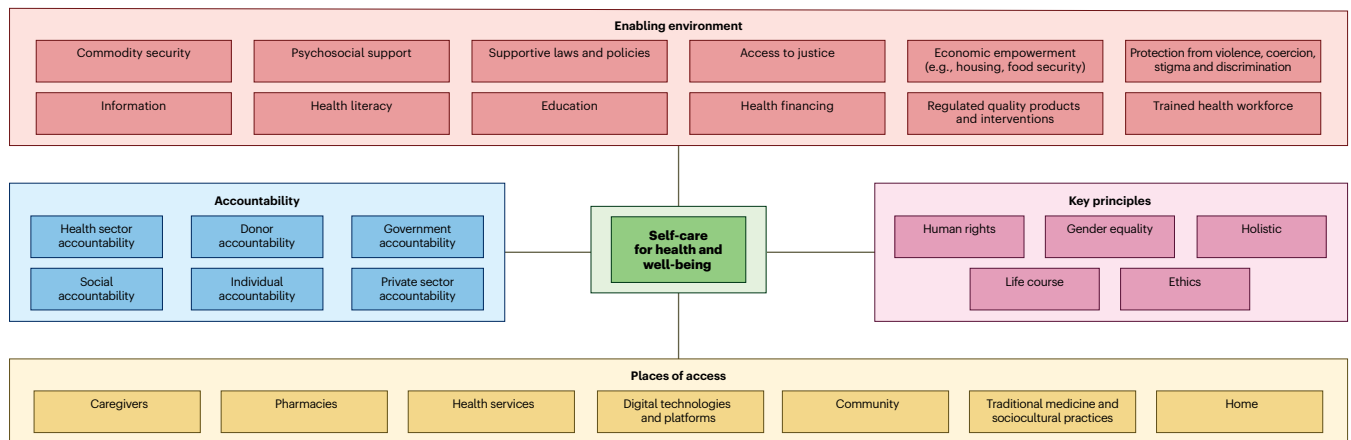 Enabling environment
Commodity security
Psychosocial support
Supportive laws and policies
Access to justice
Economic empowerment
(e.g., housing, food security)
Protection from violence, coercion,
stigma and discrimination
Information
Health literacy
Education
Health financing
Regulated quality products
and interventions
Trained health workforce
Accountability
Health sector
accountability
Donor
accountability
Government
accountability
Social
accountability
Individual
accountability
Private sector
accountability
Self-care
for health and
well-being
Key principles
Human rights
Gender equality
Holistic
Life course
Ethics
Places of access
Caregivers
Pharmacies
Health services
Digital technologies
and platforms
Community
Traditional medicine and
sociocultural practices
Home